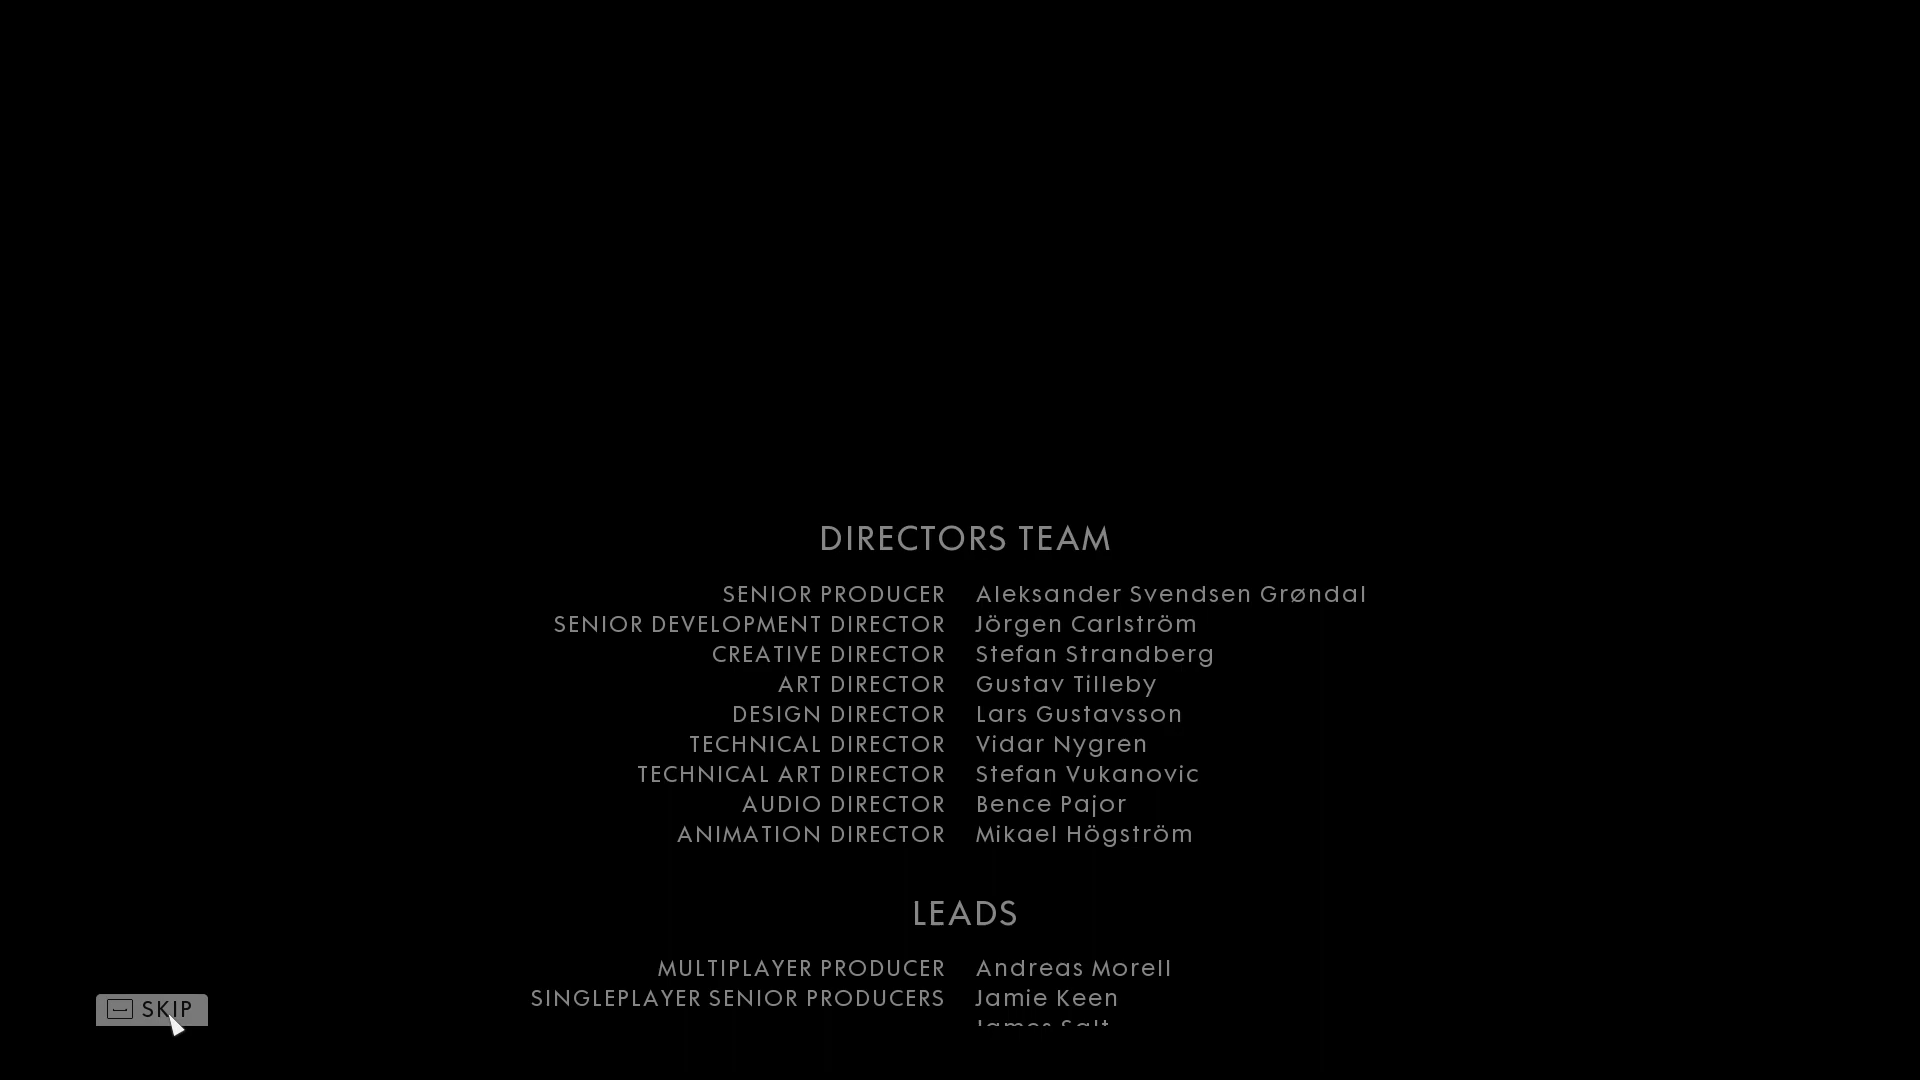 DIRECTORS TEAM
SENIOR PRODUCER Aleksander Svendsen Grøndal
SENIOR DEVELOPMENT DIRECTOR Jörgen Carlström
CREATIVE DIRECTOR Stefan Strandberg
ART DIRECTOR Gustav Tilleby
DESIGN DIRECTOR Lars Gustavsson
TECHNICAL DIRECTOR Vidar Nygren
TECHNICAL ART DIRECTOR Stefan Vukanovic
AUDIO DIRECTOR Bence Pajor
ANIMATION DIRECTOR Mikael Högström
LEADS
MULTIPLAYER PRODUCER Andreas Morell
SINGLEPLAYER SENIOR PRODUCERS Jamie Keen
James Salt
SKIP